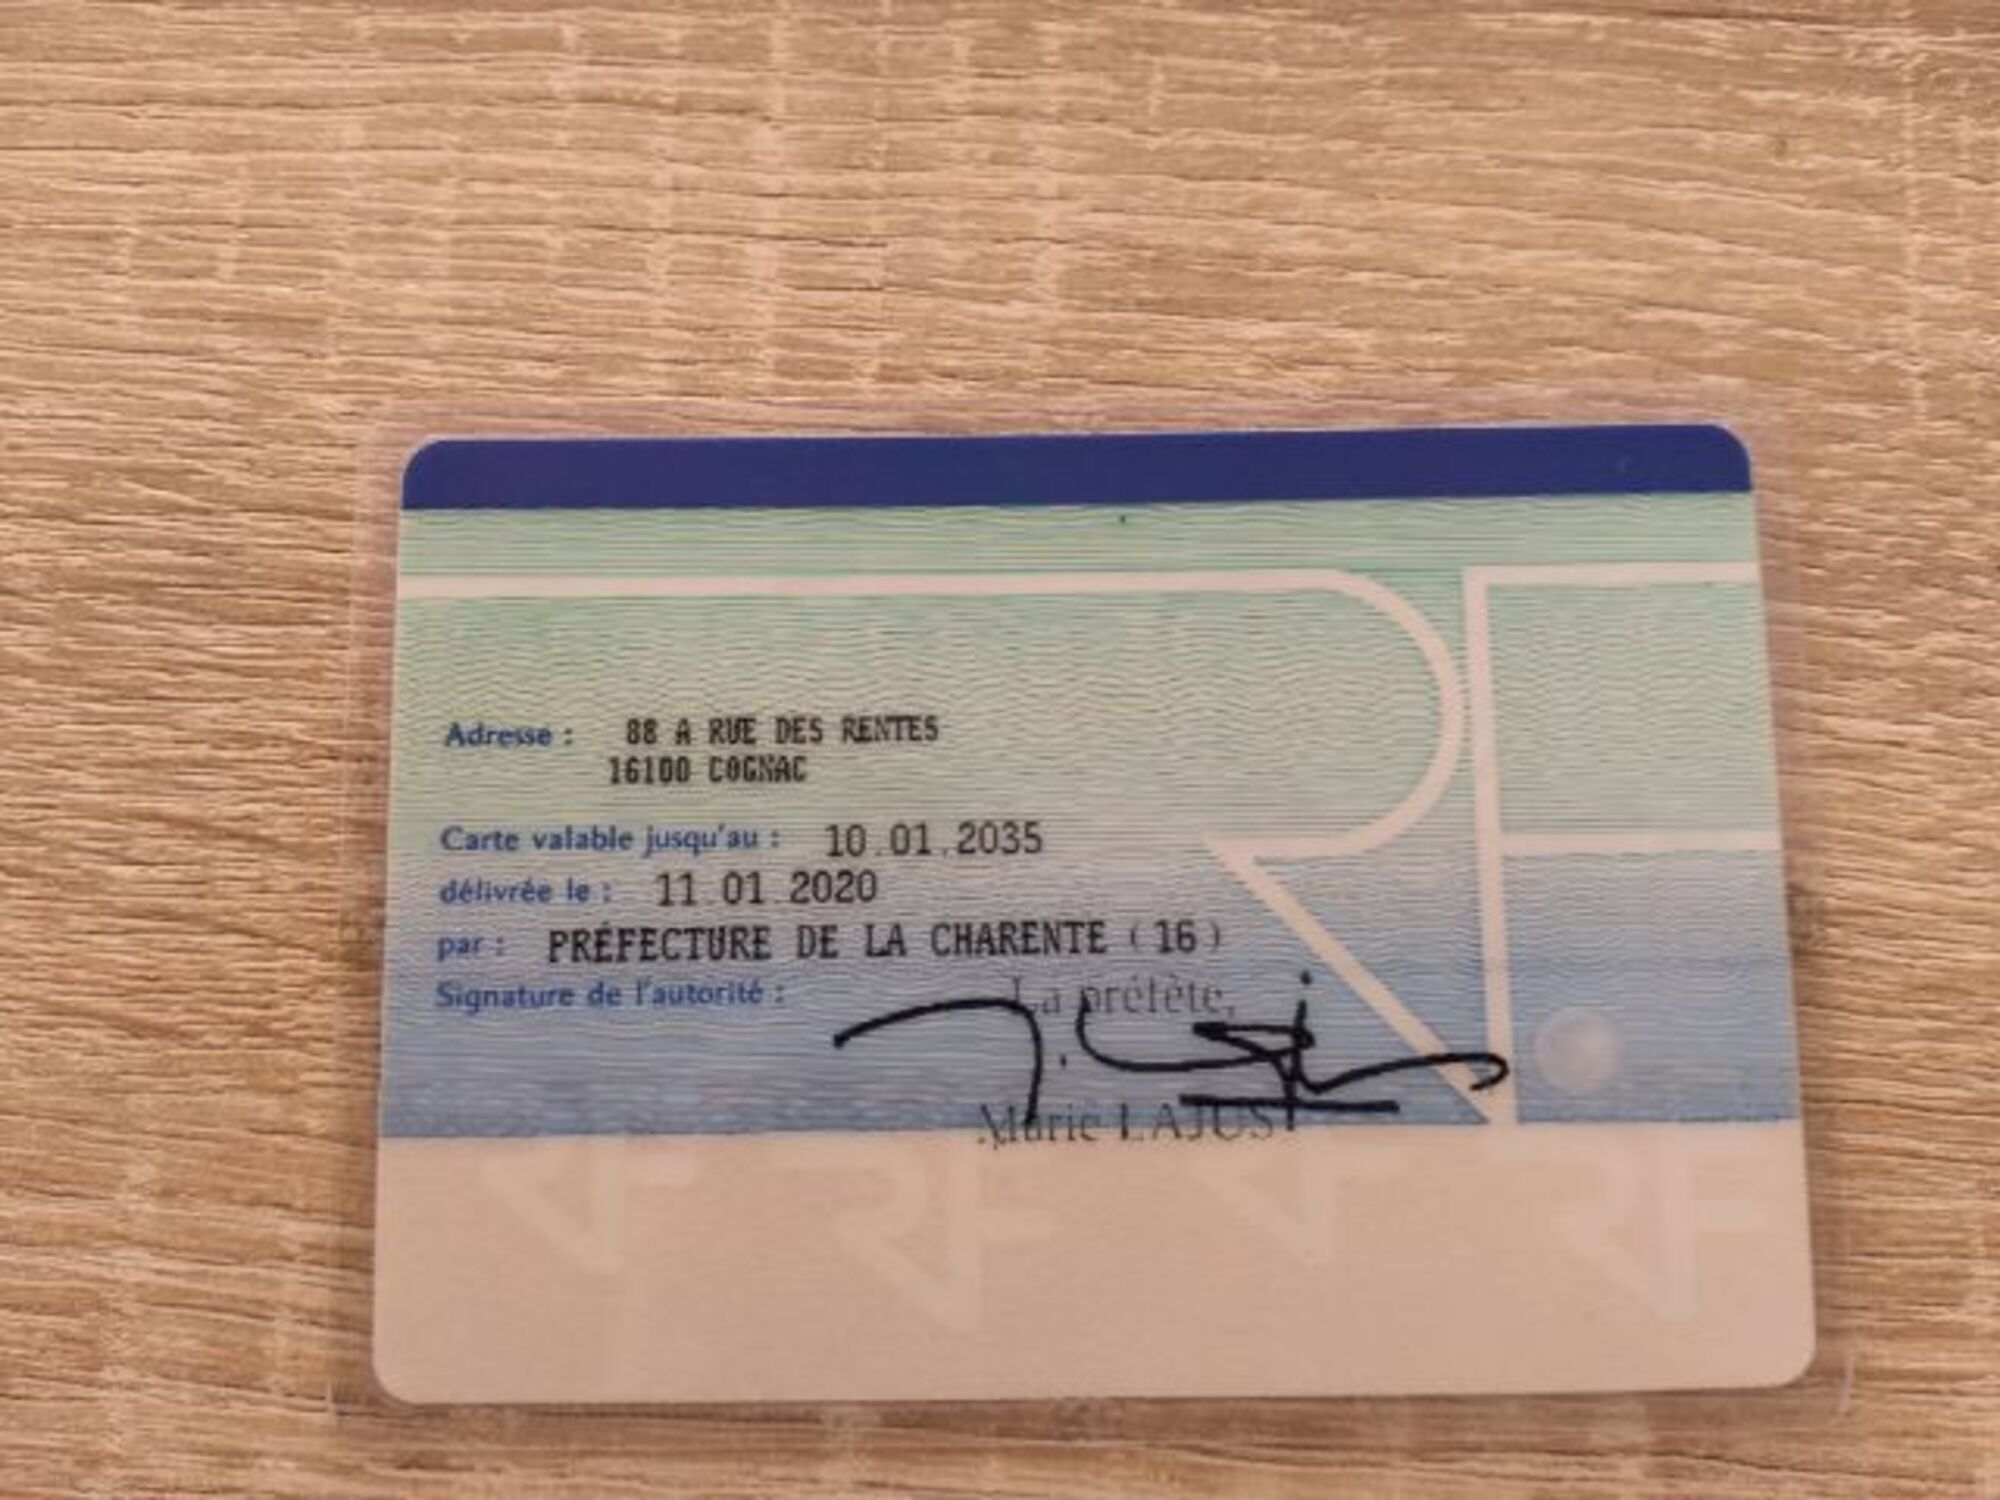 Adresse : 88 A RUE DES RENTES
16100 COGNAC
Carte valable jusqu'au : 10.01.2035
délivrée le : 11 01 2020
par : PRÉFECTURE DE LA CHARENTE (16)
Signature de l'autorité :
La préfète,
Marie LAJUS
RF